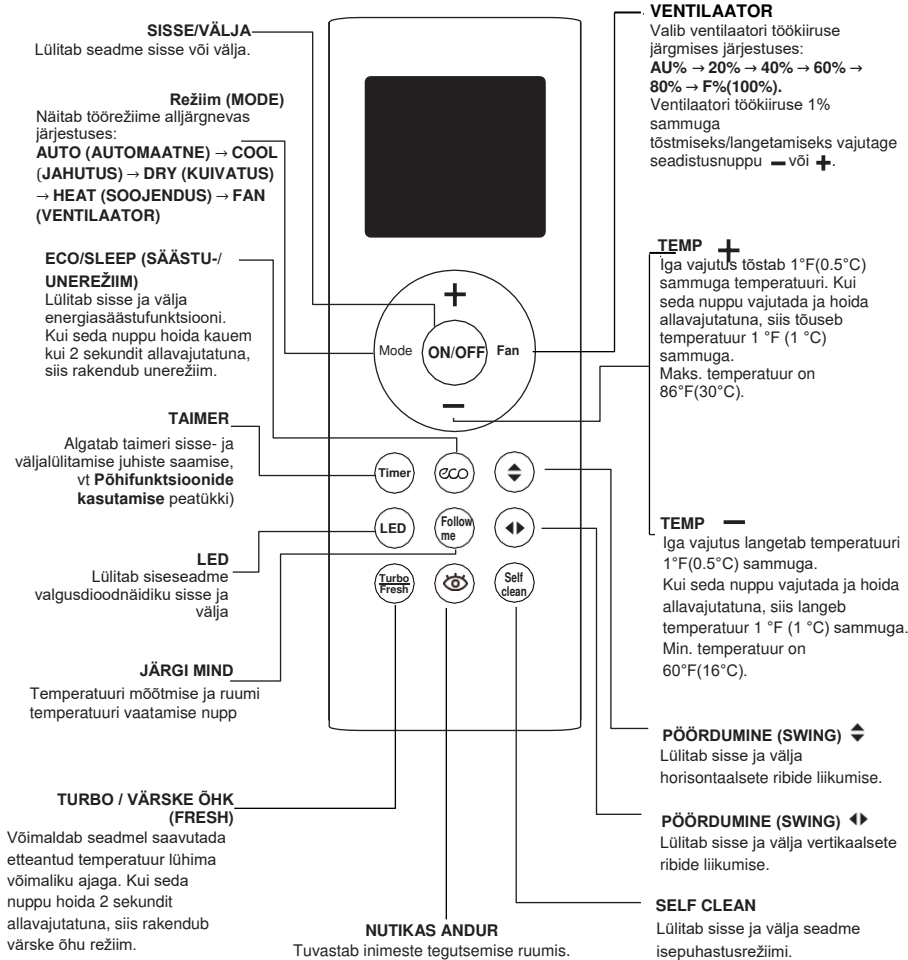 SISSE/VÄLJA
Lülitab seadme sisse või välja.
Režiim (MODE)
Näitab töörežiime alljärgnevas
järjestuses:
AUTO (AUTOMAATNE) → COOL
(JAHUTUS) → DRY (KUIVATUS)
→ HEAT (SOOJENDUS) → FAN
(VENTILAATOR)
ECO/SLEEP (SÄÄSTU-/
UNEREŽIIM)
Lülitab sisse ja välja
energiasäästufunktsiooni.
Kui seda nuppu hoida kauem
kui 2 sekundit allavajutatuna,
siis rakendub unerežiim.
TAIMER
Algatab taimeri sisse- ja
väljalülitamise juhiste saamise,
vt Põhifunktsioonide
kasutamise peatükki)
LED
Lülitab siseseadme
valgusdioodnäidiku sisse ja
välja
JÄRGI MIND
Temperatuuri mõõtmise ja ruumi
temperatuuri vaatamise nupp
TURBO / VÄRSKE ÕHK
(FRESH)
Võimaldab seadmel saavutada
etteantud temperatuur lühima
võimaliku ajaga. Kui seda
nuppu hoida 2 sekundit
allavajutatuna, siis rakendub
värske õhu režiim.
+
Mode ON/OFF Fan
−
Timer eco
LED Follow
me
Turbo
Fresh
Self
clean
NUTIKAS ANDUR
Tuvastab inimeste tegutsemise ruumis.
VENTILAATOR
Valib ventilaatori töökiiruse
järgmises järjestuses:
AU% → 20% → 40% → 60% →
80% → F%(100%).
Ventilaatori töökiiruse 1%
sammuga
tõstmiseks/langetamiseks vajutage
seadistusnuppu − või +.
TEMP +
Iga vajutus tõstab 1°F(0.5°C)
sammuga temperatuuri. Kui
seda nuppu vajutada ja hoida
allavajutatuna, siis tõuseb
temperatuur 1 °F (1 °C)
sammuga.
Maks. temperatuur on
86°F(30°C).
TEMP −
Iga vajutus langetab temperatuuri
1°F(0.5°C) sammuga.
Kui seda nuppu vajutada ja hoida
allavajutatuna, siis langeb
temperatuur 1 °F (1 °C) sammuga.
Min. temperatuur on
60°F(16°C).
PÖÖRDUMINE (SWING)
Lülitab sisse ja välja
horisontaalsete ribide liikumise.
PÖÖRDUMINE (SWING)
Lülitab sisse ja välja vertikaalsete
ribide liikumise.
SELF CLEAN
Lülitab sisse ja välja seadme
isepuhastusrežiimi.